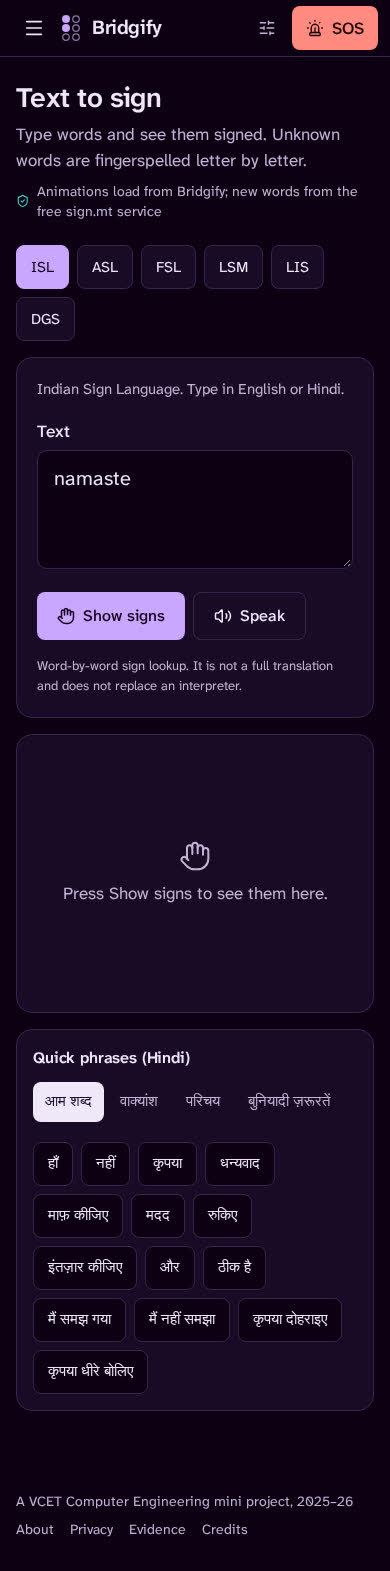 Bridgify
SOS
Text to sign
Type words and see them signed. Unknown
words are fingerspelled letter by letter.
Animations load from Bridgify; new words from the
free sign.mt service
ISL ASL FSL LSM LIS
DGS
Indian Sign Language. Type in English or Hindi.
Text
namaste
Show signs Speak
Word-by-word sign lookup. It is not a full translation
and does not replace an interpreter.
Press Show signs to see them here.
Quick phrases (Hindi)
आम शब्द वाक्यांश परिचय बुनियादी ज़रूरतें
हाँ नहीं कृपया धन्यवाद
माफ़ कीजिए मदद रुकिए
इंतज़ार कीजिए और ठीक है
मैं समझ गया मैं नहीं समझा कृपया दोहराइए
कृपया धीरे बोलिए
A VCET Computer Engineering mini project, 2025–26
About Privacy Evidence Credits